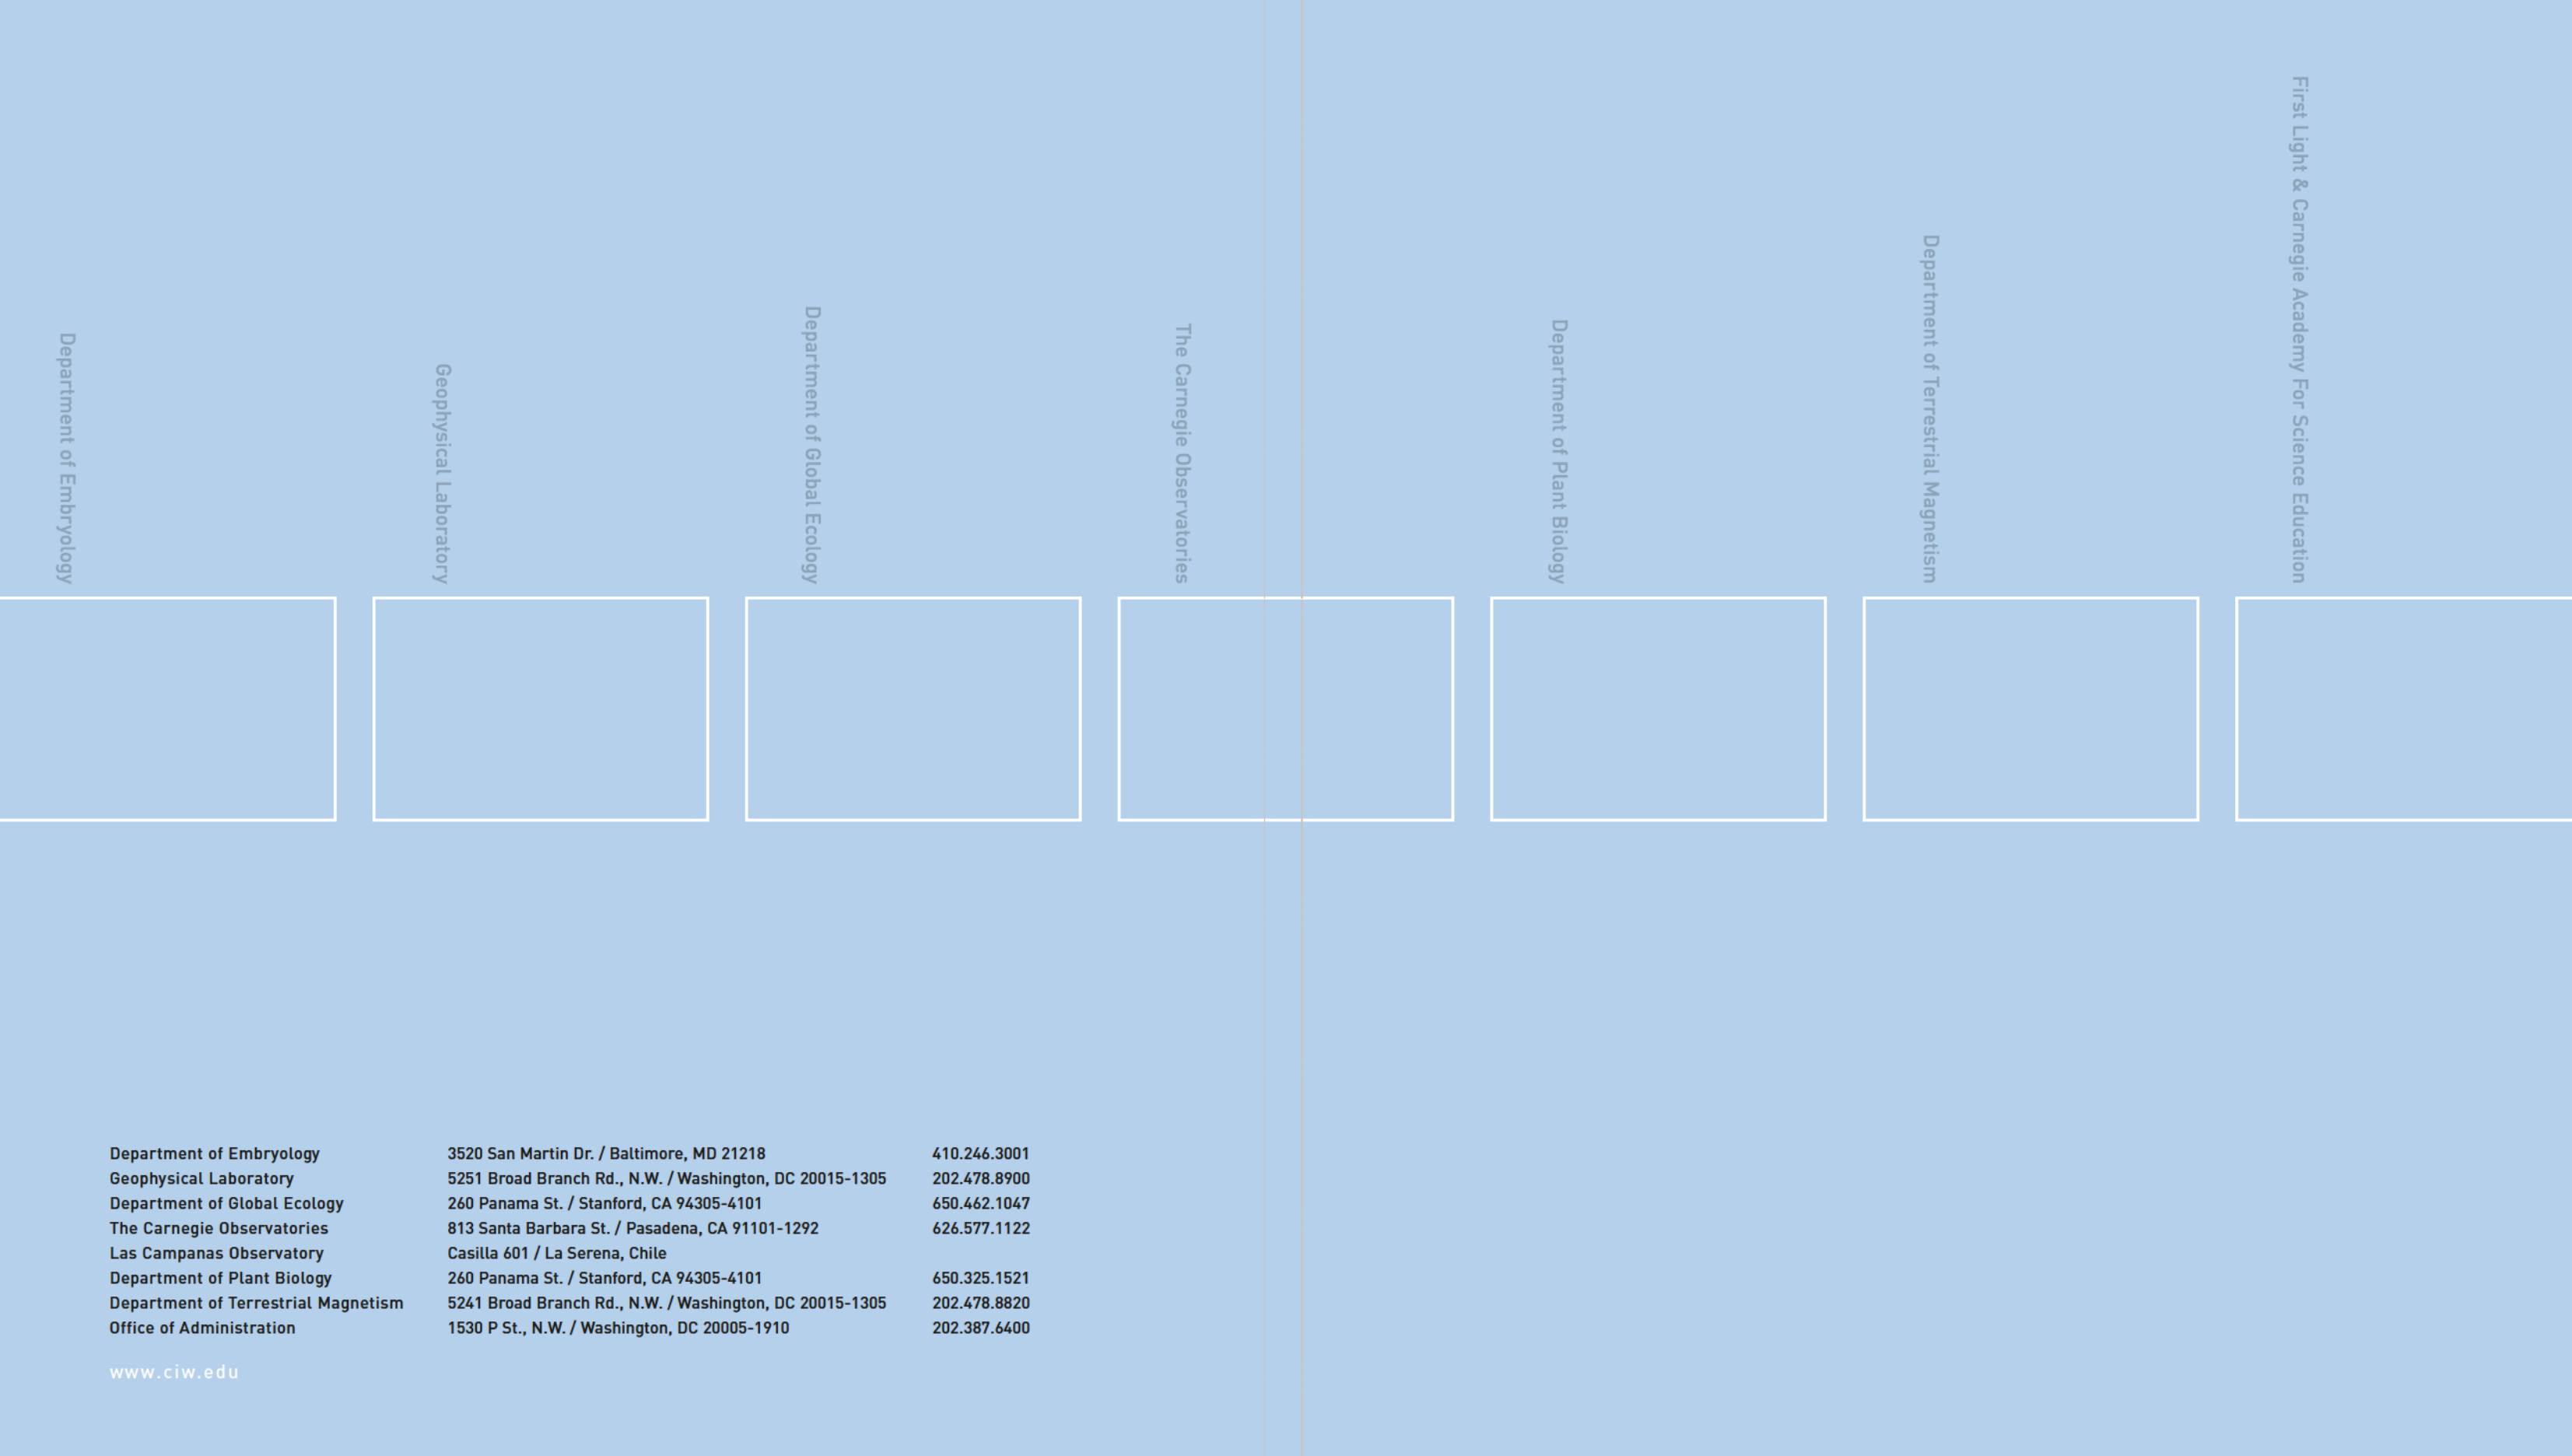 Department of Embryology
Geophysical Laboratory
Department of Global Ecology
The Carnegie Observatories
Department of Plant Biology
Department of Terrestrial Magnetism
First Light & Carnegie Academy For Science Education
Department of Embryology 3520 San Martin Dr. / Baltimore, MD 21218 410.246.3001
Geophysical Laboratory 5251 Broad Branch Rd., N.W. / Washington, DC 20015-1305 202.478.8900
Department of Global Ecology 260 Panama St. / Stanford, CA 94305-4101 650.462.1047
The Carnegie Observatories 813 Santa Barbara St. / Pasadena, CA 91101-1292 626.577.1122
Las Campanas Observatory Casilla 601 / La Serena, Chile
Department of Plant Biology 260 Panama St. / Stanford, CA 94305-4101 650.325.1521
Department of Terrestrial Magnetism 5241 Broad Branch Rd., N.W. / Washington, DC 20015-1305 202.478.8820
Office of Administration 1530 P St., N.W. / Washington, DC 20005-1910 202.387.6400
www.ciw.edu